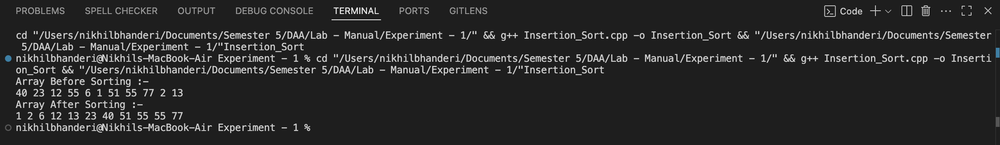 PROBLEMS SPELL CHECKER OUTPUT DEBUG CONSOLE TERMINAL PORTS GITLENS Code
cd "/Users/nikhilbhanderi/Documents/Semester 5/DAA/Lab - Manual/Experiment - 1/" && g++ Insertion_Sort.cpp -o Insertion_Sort && "/Users/nikhilbhanderi/Documents/Semester
5/DAA/Lab - Manual/Experiment - 1/"Insertion_Sort
nikhilbhanderi@Nikhils-MacBook-Air Experiment - 1 % cd "/Users/nikhilbhanderi/Documents/Semester 5/DAA/Lab - Manual/Experiment - 1/" && g++ Insertion_Sort.cpp -o Inserti
on_Sort && "/Users/nikhilbhanderi/Documents/Semester 5/DAA/Lab - Manual/Experiment - 1/"Insertion_Sort
Array Before Sorting :-
40 23 12 55 6 1 51 55 77 2 13
Array After Sorting :-
1 2 6 12 13 23 40 51 55 55 77
nikhilbhanderi@Nikhils-MacBook-Air Experiment - 1 %